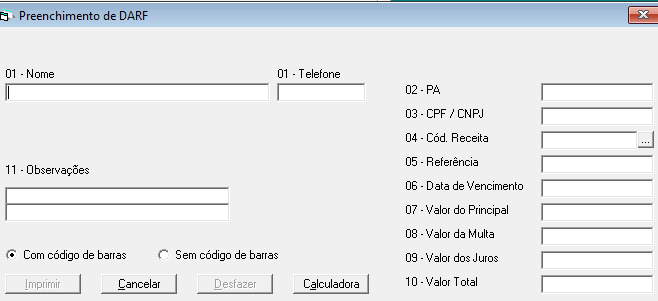 Preenchimento de DARF
01 - Nome
01 - Telefone
02 - PA
03 - CPF / CNPJ
04 - Cód. Receita
...
05 - Referência
06 - Data de Vencimento
07 - Valor do Principal
08 - Valor da Multa
09 - Valor dos Juros
10 - Valor Total
11 - Observações
Com código de barras
Sem código de barras
Imprimir
Cancelar
Desfazer
Calculadora